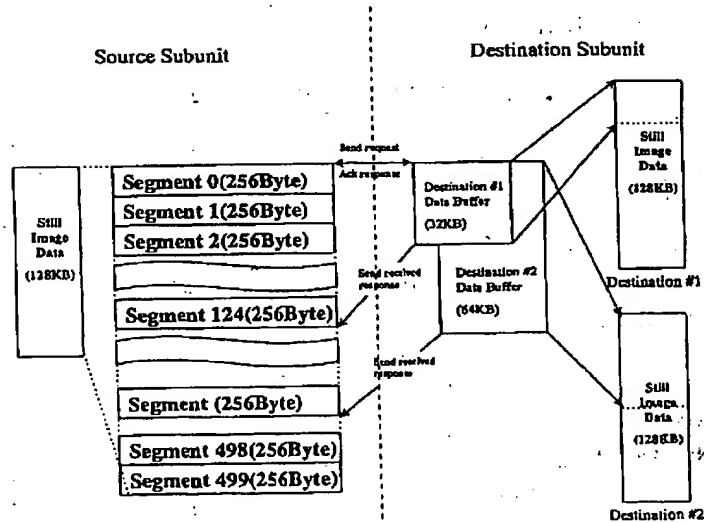 Source Subunit
Destination Subunit
Still
Image
Data
(128KB)
Segment 0(256Byte)
Segment 1(256Byte)
Segment 2(256Byte)
Segment 124(256Byte)
Segment (256Byte)
Segment 498(256Byte)
Segment 499(256Byte)
Send request
Ack response
Send received
response
Send received
response
Destination #1
Data Buffer
(32KB)
Destination #2
Data Buffer
(64KB)
Still
Image
Data
(128KB)
Destination #1
Still
Image
Data
(128KB)
Destination #2